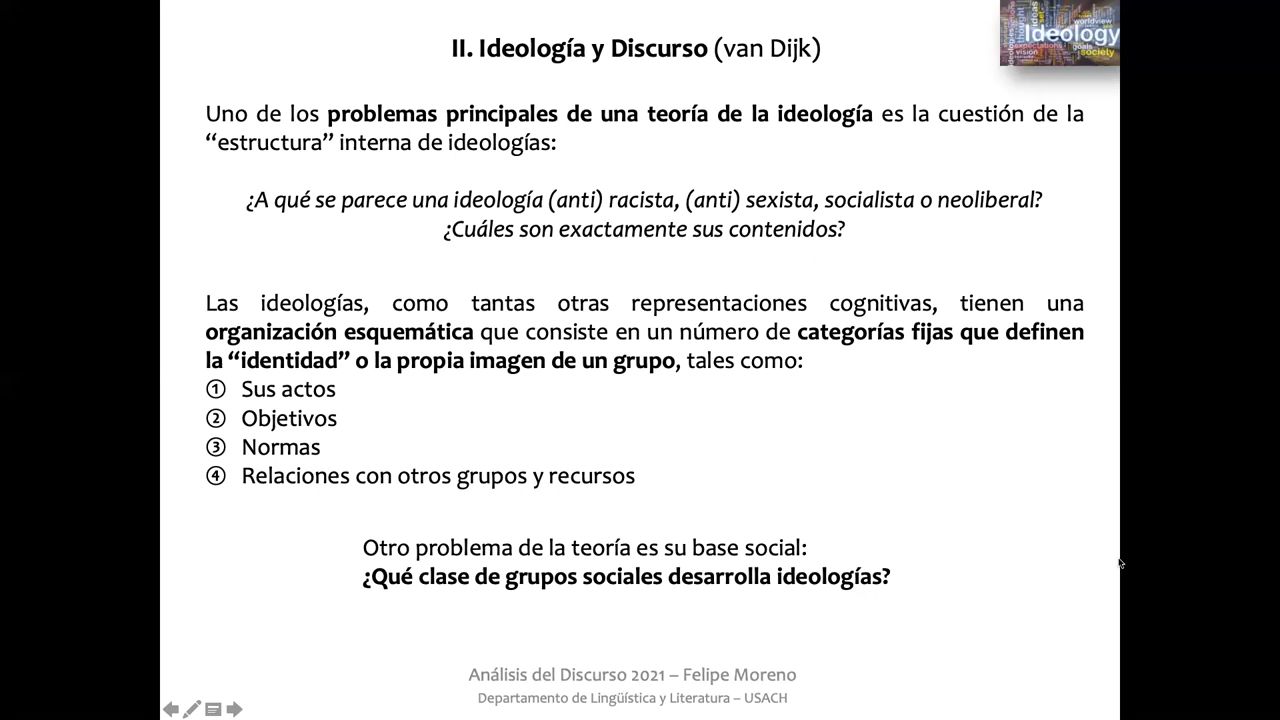 II. Ideología y Discurso (van Dijk)
thought
ideas
set
worldview
Ideology
expectations
goals
vision
society
Uno de los problemas principales de una teoría de la ideología es la cuestión de la
“estructura” interna de ideologías:
¿A qué se parece una ideología (anti) racista, (anti) sexista, socialista o neoliberal?
¿Cuáles son exactamente sus contenidos?
Las ideologías, como tantas otras representaciones cognitivas, tienen una
organización esquemática que consiste en un número de categorías fijas que definen
la “identidad” o la propia imagen de un grupo, tales como:
① Sus actos
② Objetivos
③ Normas
④ Relaciones con otros grupos y recursos
Otro problema de la teoría es su base social:
¿Qué clase de grupos sociales desarrolla ideologías?
Análisis del Discurso 2021 – Felipe Moreno
Departamento de Lingüística y Literatura – USACH